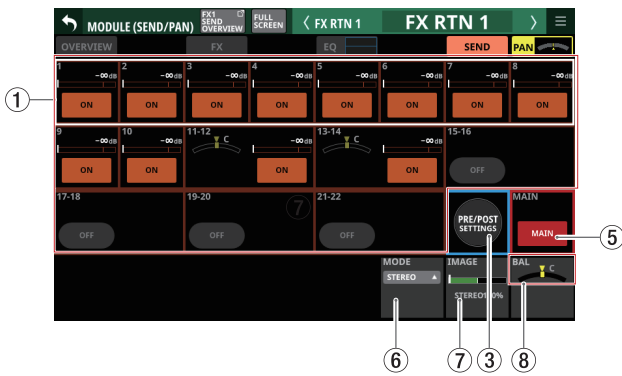 MODULE (SEND/PAN)
FX1 SEND OVERVIEW
FULL SCREEN
FX RTN 1
FX RTN 1
OVERVIEW FX EQ SEND PAN
1 2 3 4 5 6 7 8
-∞dB -∞dB -∞dB -∞dB -∞dB -∞dB -∞dB -∞dB
ON ON ON ON ON ON ON ON
9 10 11-12 13-14 15-16
-∞dB -∞dB C -∞dB C -∞dB
ON ON ON ON OFF
17-18 19-20 21-22 MAIN
7
PRE/POST
SETTINGS
OFF OFF OFF MAIN
MODE IMAGE BAL
STEREO C
STEREO100%
1
5
6 7 3 8